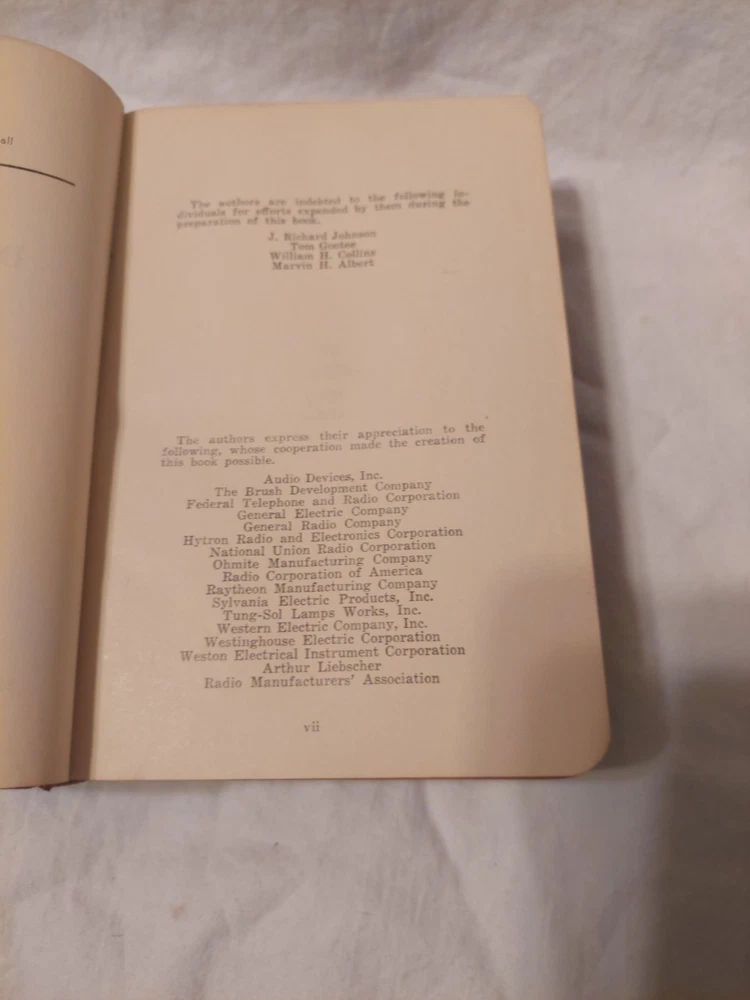 all
The authors are indebted to the following in-
dividuals for efforts expended by them during the
preparation of this book.
J. Richard Johnson
Tom Gootee
William H. Collins
Marvin H. Albert
The authors express their appreciation to the
following, whose cooperation made the creation of
this book possible.
Audio Devices, Inc.
The Brush Development Company
Federal Telephone and Radio Corporation
General Electric Company
General Radio Company
Hytron Radio and Electronics Corporation
National Union Radio Corporation
Ohmite Manufacturing Company
Radio Corporation of America
Raytheon Manufacturing Company
Sylvania Electric Products, Inc.
Tung-Sol Lamps Works, Inc.
Western Electric Company, Inc.
Westinghouse Electric Corporation
Weston Electrical Instrument Corporation
Arthur Liebscher
Radio Manufacturers' Association
vii